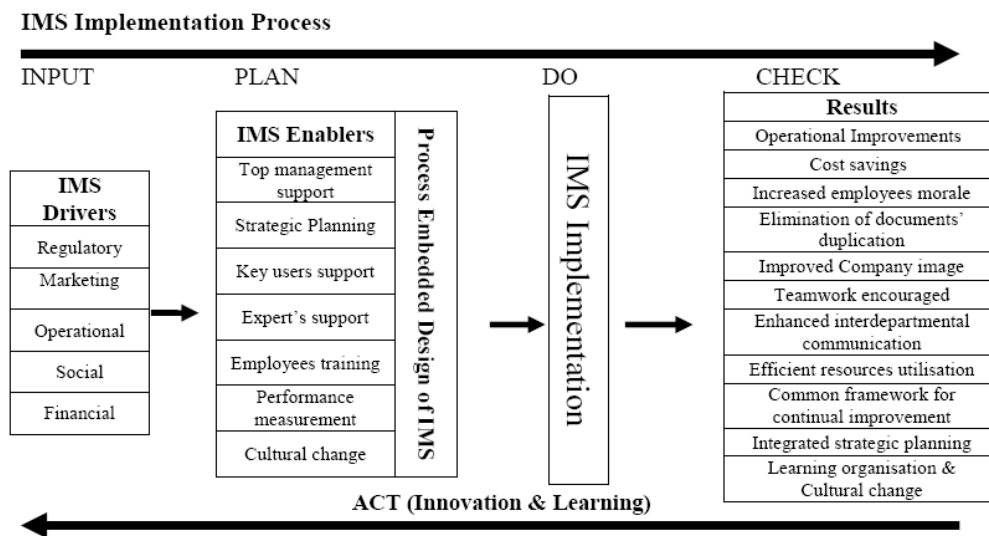 IMS Implementation Process
INPUT
PLAN
DO
CHECK
IMS
Drivers
Regulatory
Marketing
Operational
Social
Financial
IMS Enablers
Top management
support
Strategic Planning
Key users support
Expert’s support
Employees training
Performance
measurement
Cultural change
Process Embedded Design of IMS
IMS Implementation
Results
Operational Improvements
Cost savings
Increased employees morale
Elimination of documents’
duplication
Improved Company image
Teamwork encouraged
Enhanced interdepartmental
communication
Efficient resources utilisation
Common framework for
continual improvement
Integrated strategic planning
Learning organisation &
Cultural change
ACT (Innovation & Learning)